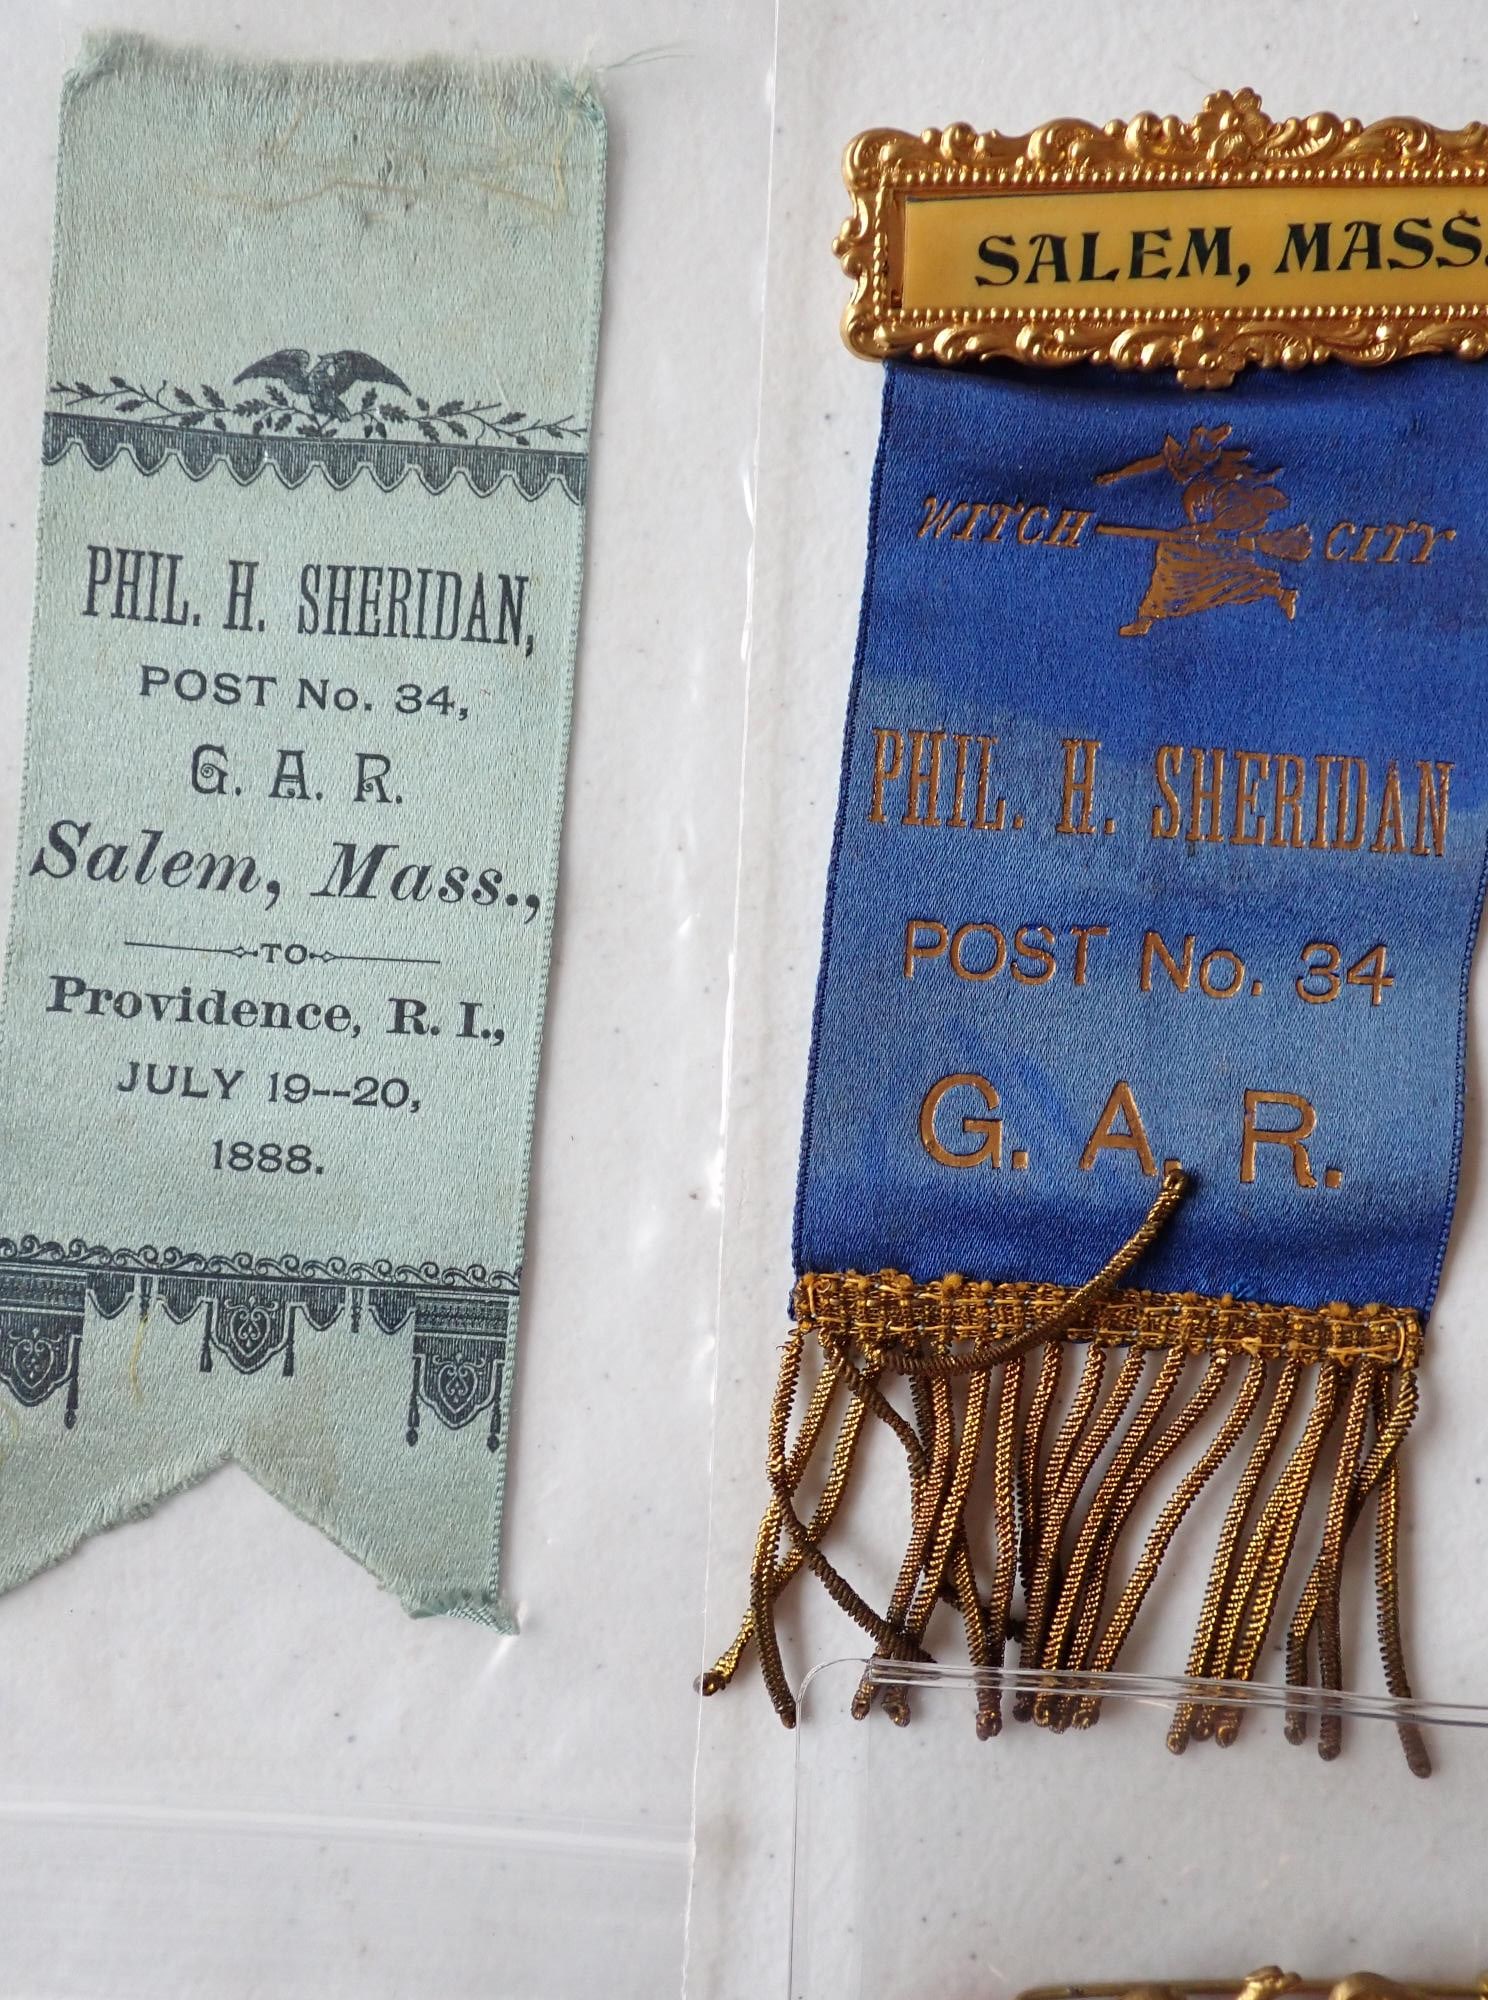 PHIL. H. SHERIDAN,
POST No. 34,
G. A. R.
Salem, Mass.,
TO
Providence, R. I.,
JULY 19--20,
1888.
SALEM, MASS.
WITCH CITY
PHIL. H. SHERIDAN
POST No. 34
G. A. R.